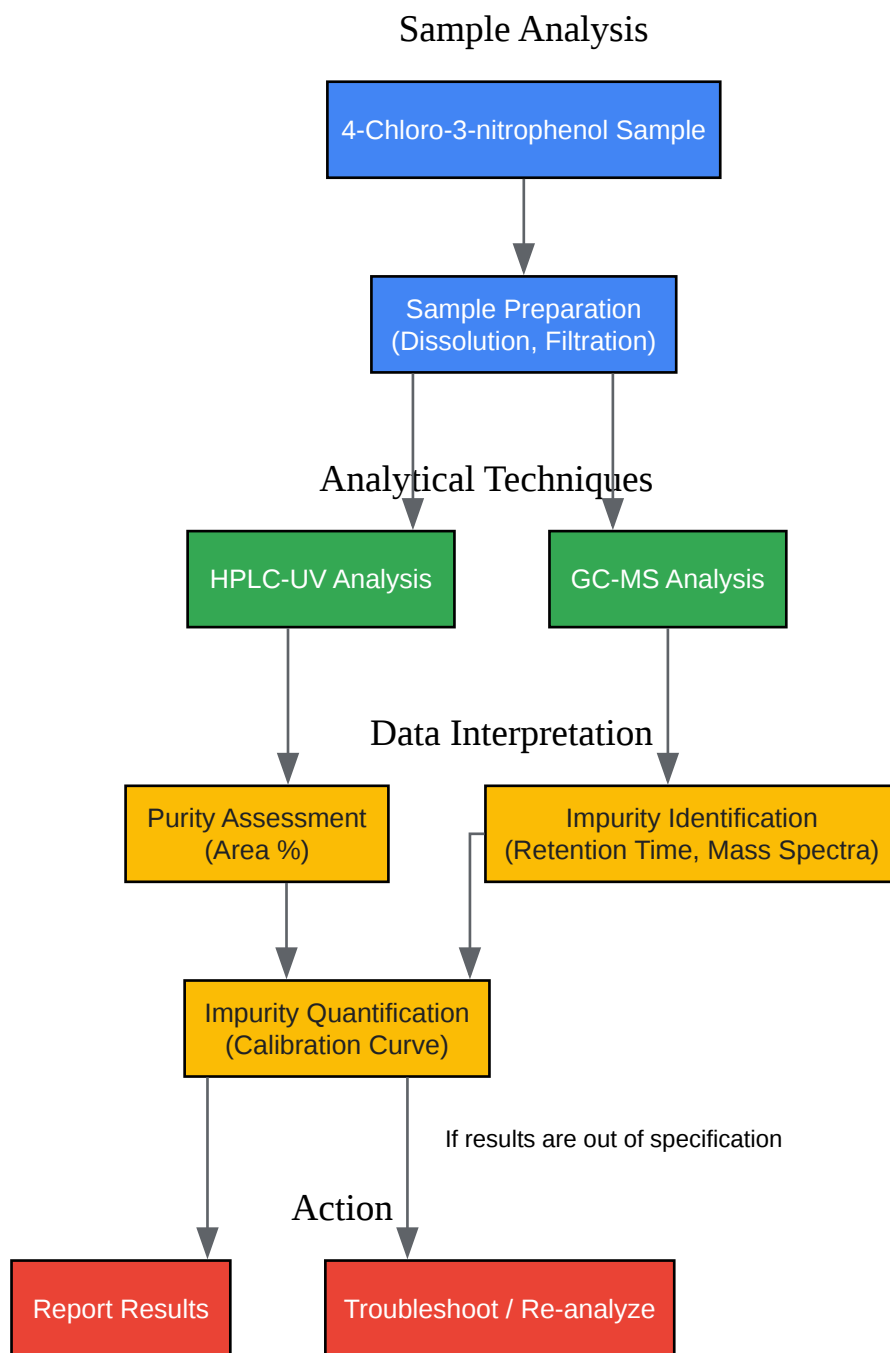 Sample Analysis
4-Chloro-3-nitrophenol Sample
Sample Preparation
(Dissolution, Filtration)
Analytical Techniques
HPLC-UV Analysis
GC-MS Analysis
Data Interpretation
Purity Assessment
(Area %)
Impurity Identification
(Retention Time, Mass Spectra)
Impurity Quantification
(Calibration Curve)
If results are out of specification
Action
Report Results
Troubleshoot / Re-analyze